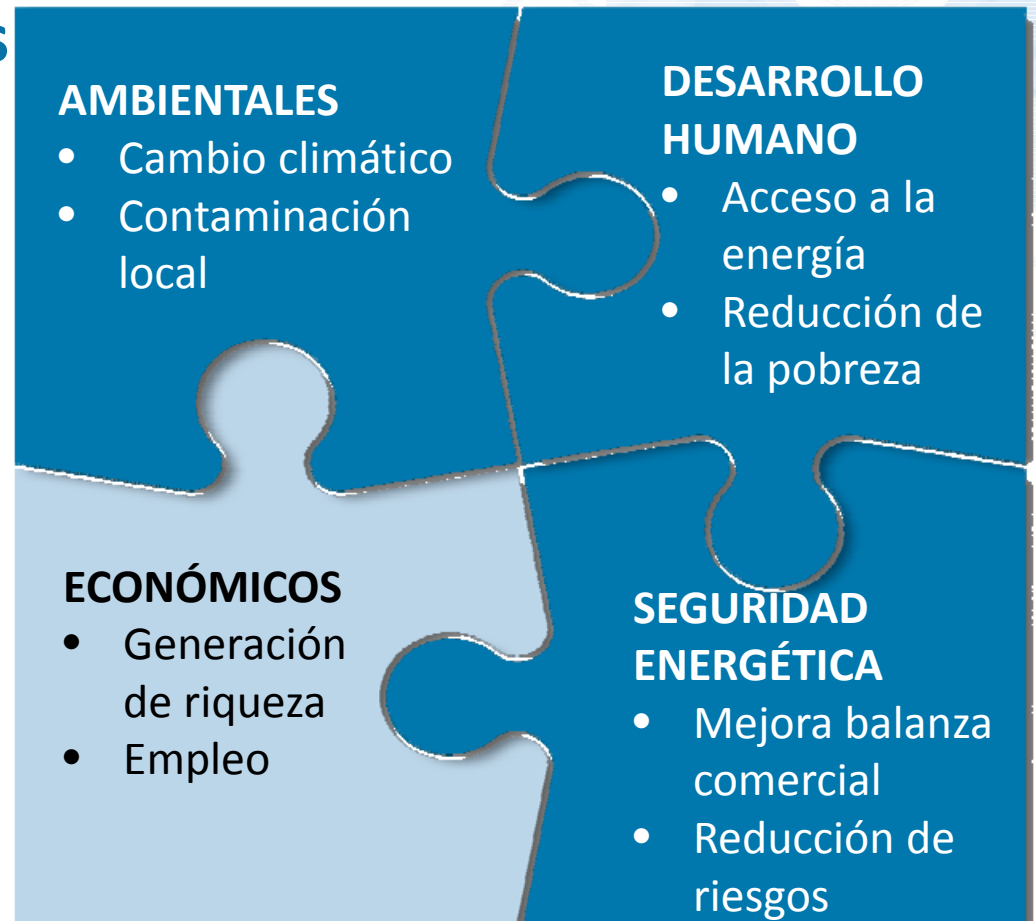 S
AMBIENTALES
• Cambio climático
• Contaminación
local
DESARROLLO
HUMANO
• Acceso a la
energía
• Reducción de
la pobreza
ECONÓMICOS
• Generación
de riqueza
• Empleo
SEGURIDAD
ENERGÉTICA
• Mejora balanza
comercial
• Reducción de
riesgos